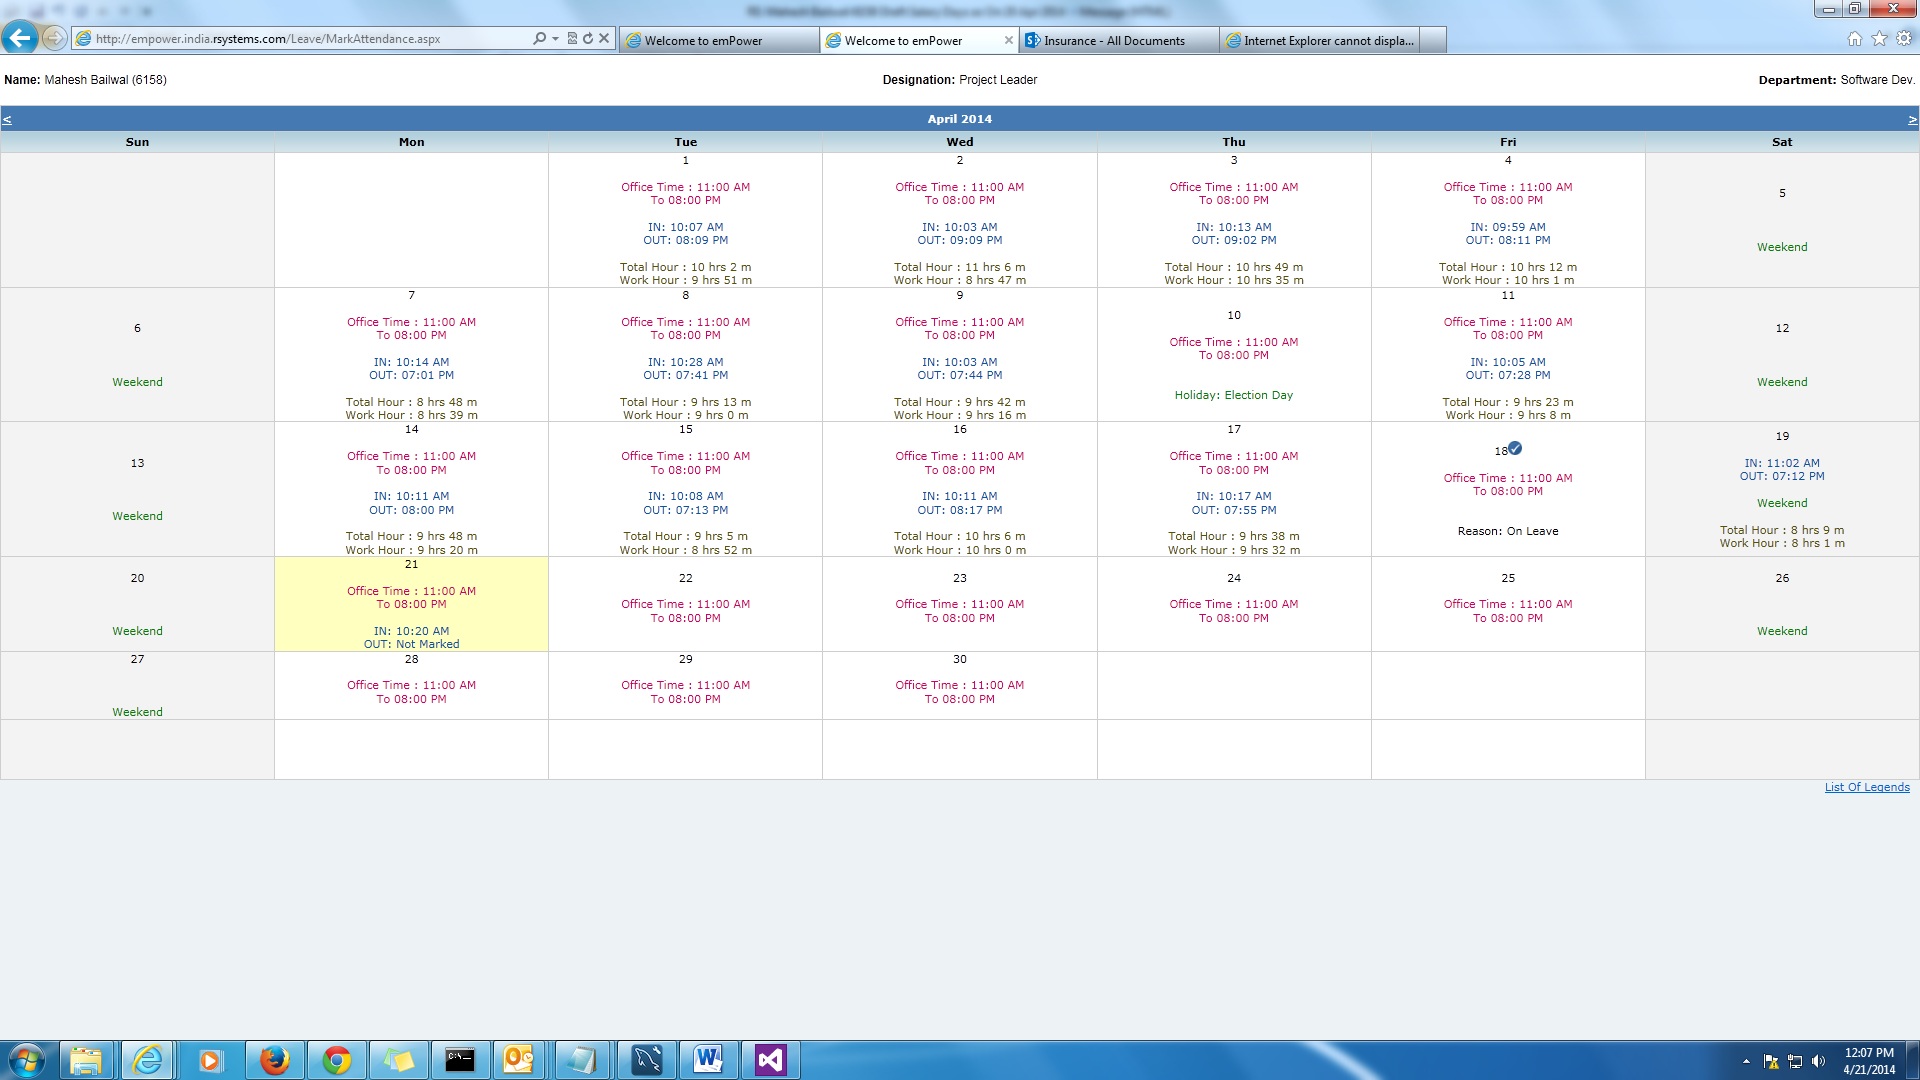 http://empower.india.rsystems.com/Leave/MarkAttendance.aspx
Welcome to emPower
Welcome to emPower
Insurance - All Documents
Internet Explorer cannot displa...
Name: Mahesh Bailwal (6158)
Designation: Project Leader
Department: Software Dev.
< April 2014 >
Sun Mon Tue Wed Thu Fri Sat
1
Office Time : 11:00 AM
To 08:00 PM
IN: 10:07 AM
OUT: 08:09 PM
Total Hour : 10 hrs 2 m
Work Hour : 9 hrs 51 m
2
Office Time : 11:00 AM
To 08:00 PM
IN: 10:03 AM
OUT: 09:09 PM
Total Hour : 11 hrs 6 m
Work Hour : 8 hrs 47 m
3
Office Time : 11:00 AM
To 08:00 PM
IN: 10:13 AM
OUT: 09:02 PM
Total Hour : 10 hrs 49 m
Work Hour : 10 hrs 35 m
4
Office Time : 11:00 AM
To 08:00 PM
IN: 09:59 AM
OUT: 08:11 PM
Total Hour : 10 hrs 12 m
Work Hour : 10 hrs 1 m
5
Weekend
6
Weekend
7
Office Time : 11:00 AM
To 08:00 PM
IN: 10:14 AM
OUT: 07:01 PM
Total Hour : 8 hrs 48 m
Work Hour : 8 hrs 39 m
8
Office Time : 11:00 AM
To 08:00 PM
IN: 10:28 AM
OUT: 07:41 PM
Total Hour : 9 hrs 13 m
Work Hour : 9 hrs 0 m
9
Office Time : 11:00 AM
To 08:00 PM
IN: 10:03 AM
OUT: 07:44 PM
Total Hour : 9 hrs 42 m
Work Hour : 9 hrs 16 m
10
Office Time : 11:00 AM
To 08:00 PM
Holiday: Election Day
11
Office Time : 11:00 AM
To 08:00 PM
IN: 10:05 AM
OUT: 07:28 PM
Total Hour : 9 hrs 23 m
Work Hour : 9 hrs 8 m
12
Weekend
13
Weekend
14
Office Time : 11:00 AM
To 08:00 PM
IN: 10:11 AM
OUT: 08:00 PM
Total Hour : 9 hrs 48 m
Work Hour : 9 hrs 20 m
15
Office Time : 11:00 AM
To 08:00 PM
IN: 10:08 AM
OUT: 07:13 PM
Total Hour : 9 hrs 5 m
Work Hour : 8 hrs 52 m
16
Office Time : 11:00 AM
To 08:00 PM
IN: 10:11 AM
OUT: 08:17 PM
Total Hour : 10 hrs 6 m
Work Hour : 10 hrs 0 m
17
Office Time : 11:00 AM
To 08:00 PM
IN: 10:17 AM
OUT: 07:55 PM
Total Hour : 9 hrs 38 m
Work Hour : 9 hrs 32 m
18
Office Time : 11:00 AM
To 08:00 PM
Reason: On Leave
19
IN: 11:02 AM
OUT: 07:12 PM
Weekend
Total Hour : 8 hrs 9 m
Work Hour : 8 hrs 1 m
20
Weekend
21
Office Time : 11:00 AM
To 08:00 PM
IN: 10:20 AM
OUT: Not Marked
22
Office Time : 11:00 AM
To 08:00 PM
23
Office Time : 11:00 AM
To 08:00 PM
24
Office Time : 11:00 AM
To 08:00 PM
25
Office Time : 11:00 AM
To 08:00 PM
26
Weekend
27
Weekend
28
Office Time : 11:00 AM
To 08:00 PM
29
Office Time : 11:00 AM
To 08:00 PM
30
Office Time : 11:00 AM
To 08:00 PM
List Of Legends
12:07 PM
4/21/2014